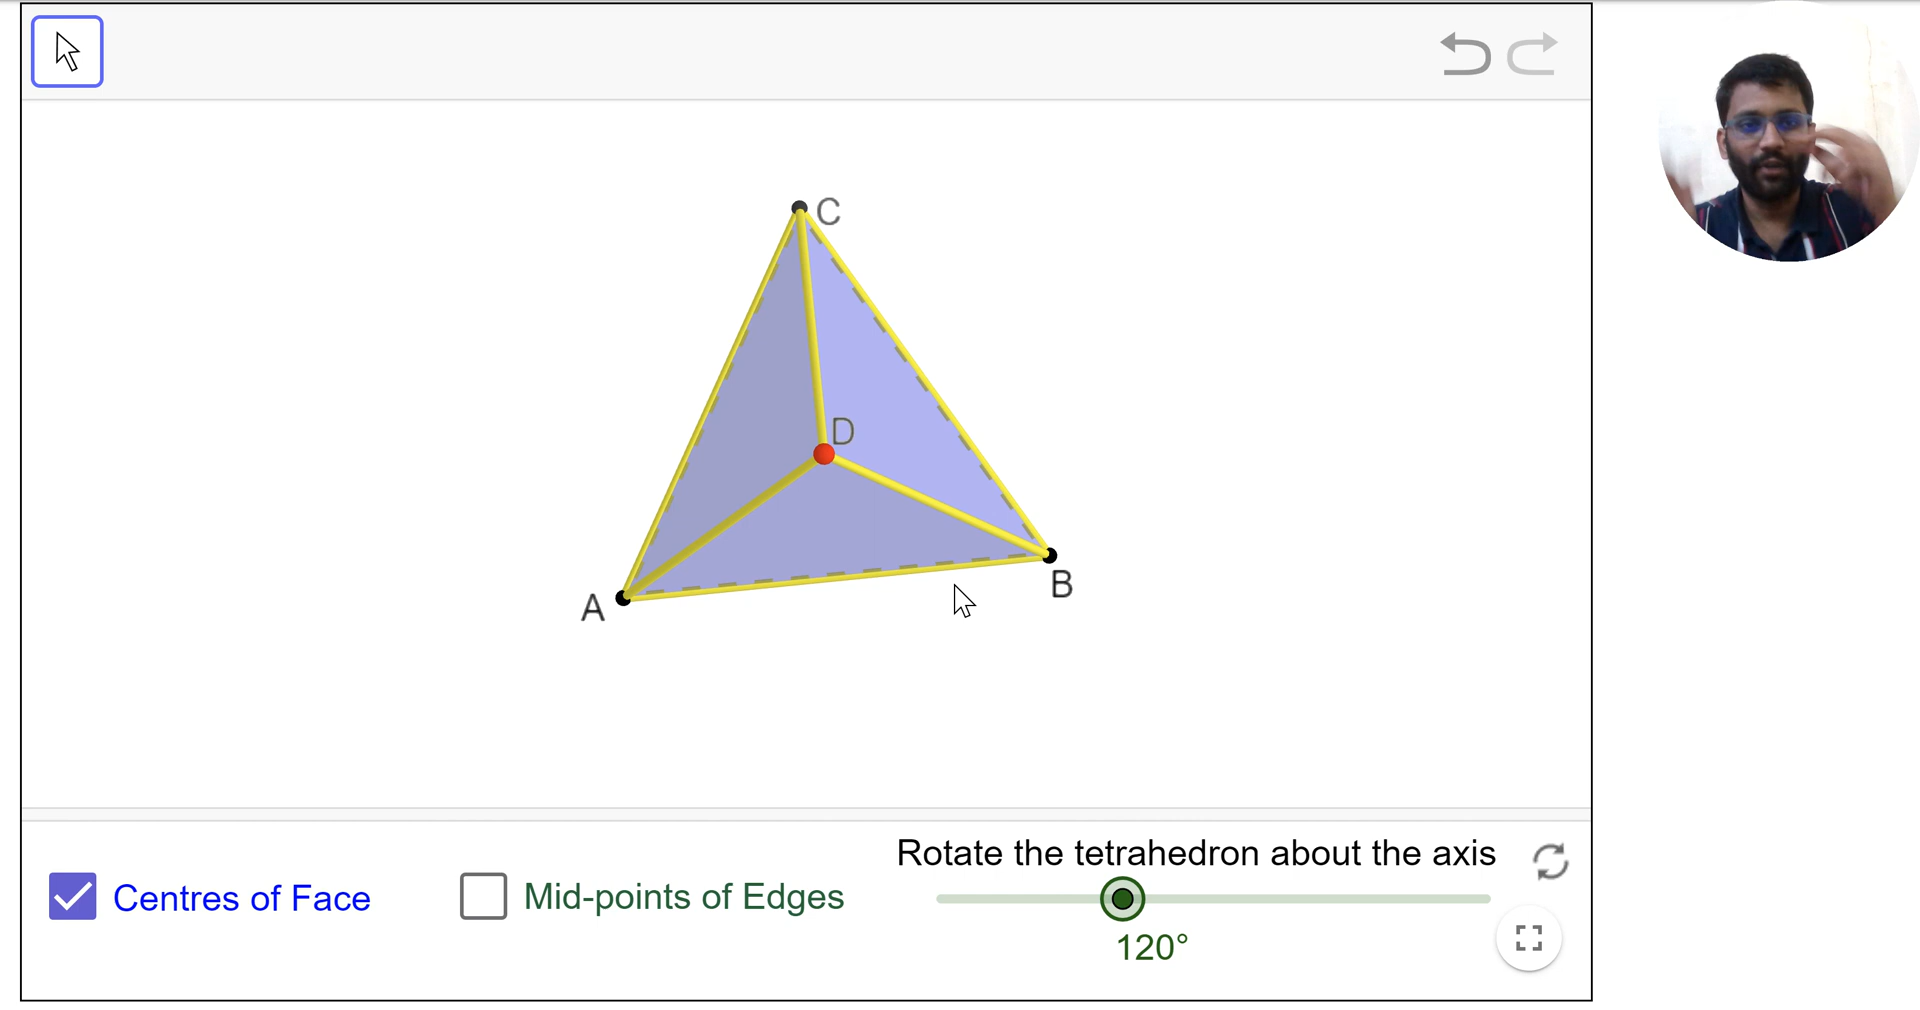 C
D
A
B
Rotate the tetrahedron about the axis
Centres of Face
Mid-points of Edges
120°